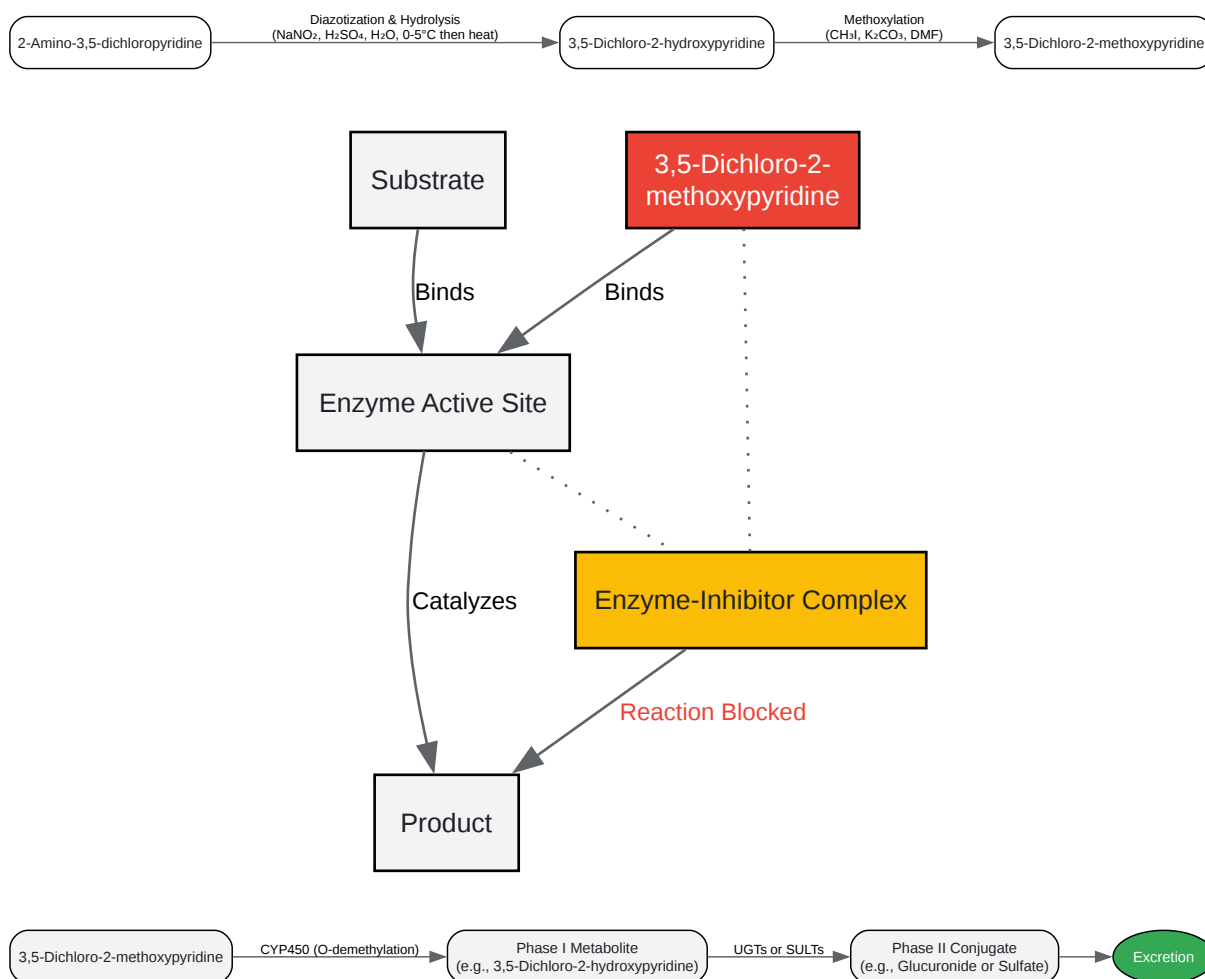 2-Amino-3,5-dichloropyridine
Diazotization & Hydrolysis
(NaNO₂, H₂SO₄, H₂O, 0-5°C then heat)
3,5-Dichloro-2-hydroxypyridine
Methoxylation
(CH₃I, K₂CO₃, DMF)
3,5-Dichloro-2-methoxypyridine
Substrate
3,5-Dichloro-2-
methoxypyridine
Binds
Binds
Enzyme Active Site
Catalyzes
Enzyme-Inhibitor Complex
Reaction Blocked
Product
3,5-Dichloro-2-methoxypyridine
CYP450 (O-demethylation)
Phase I Metabolite
(e.g., 3,5-Dichloro-2-hydroxypyridine)
UGTs or SULTs
Phase II Conjugate
(e.g., Glucuronide or Sulfate)
Excretion